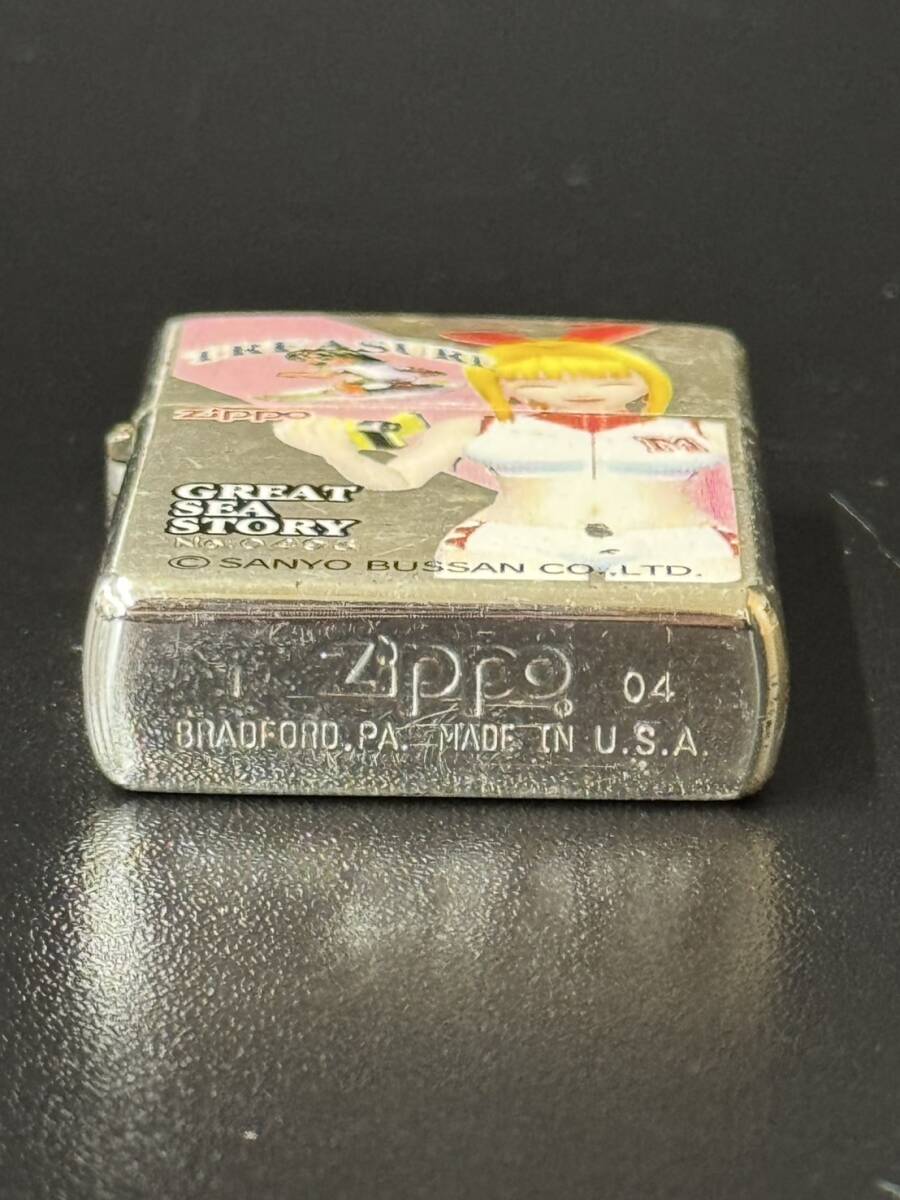 TREASURE
zippo
GREAT
SEA
STORY
M
© SANYO BUSSAN CO.,LTD.
I Zippo 04
BRADFORD, PA. MADE IN U.S.A.